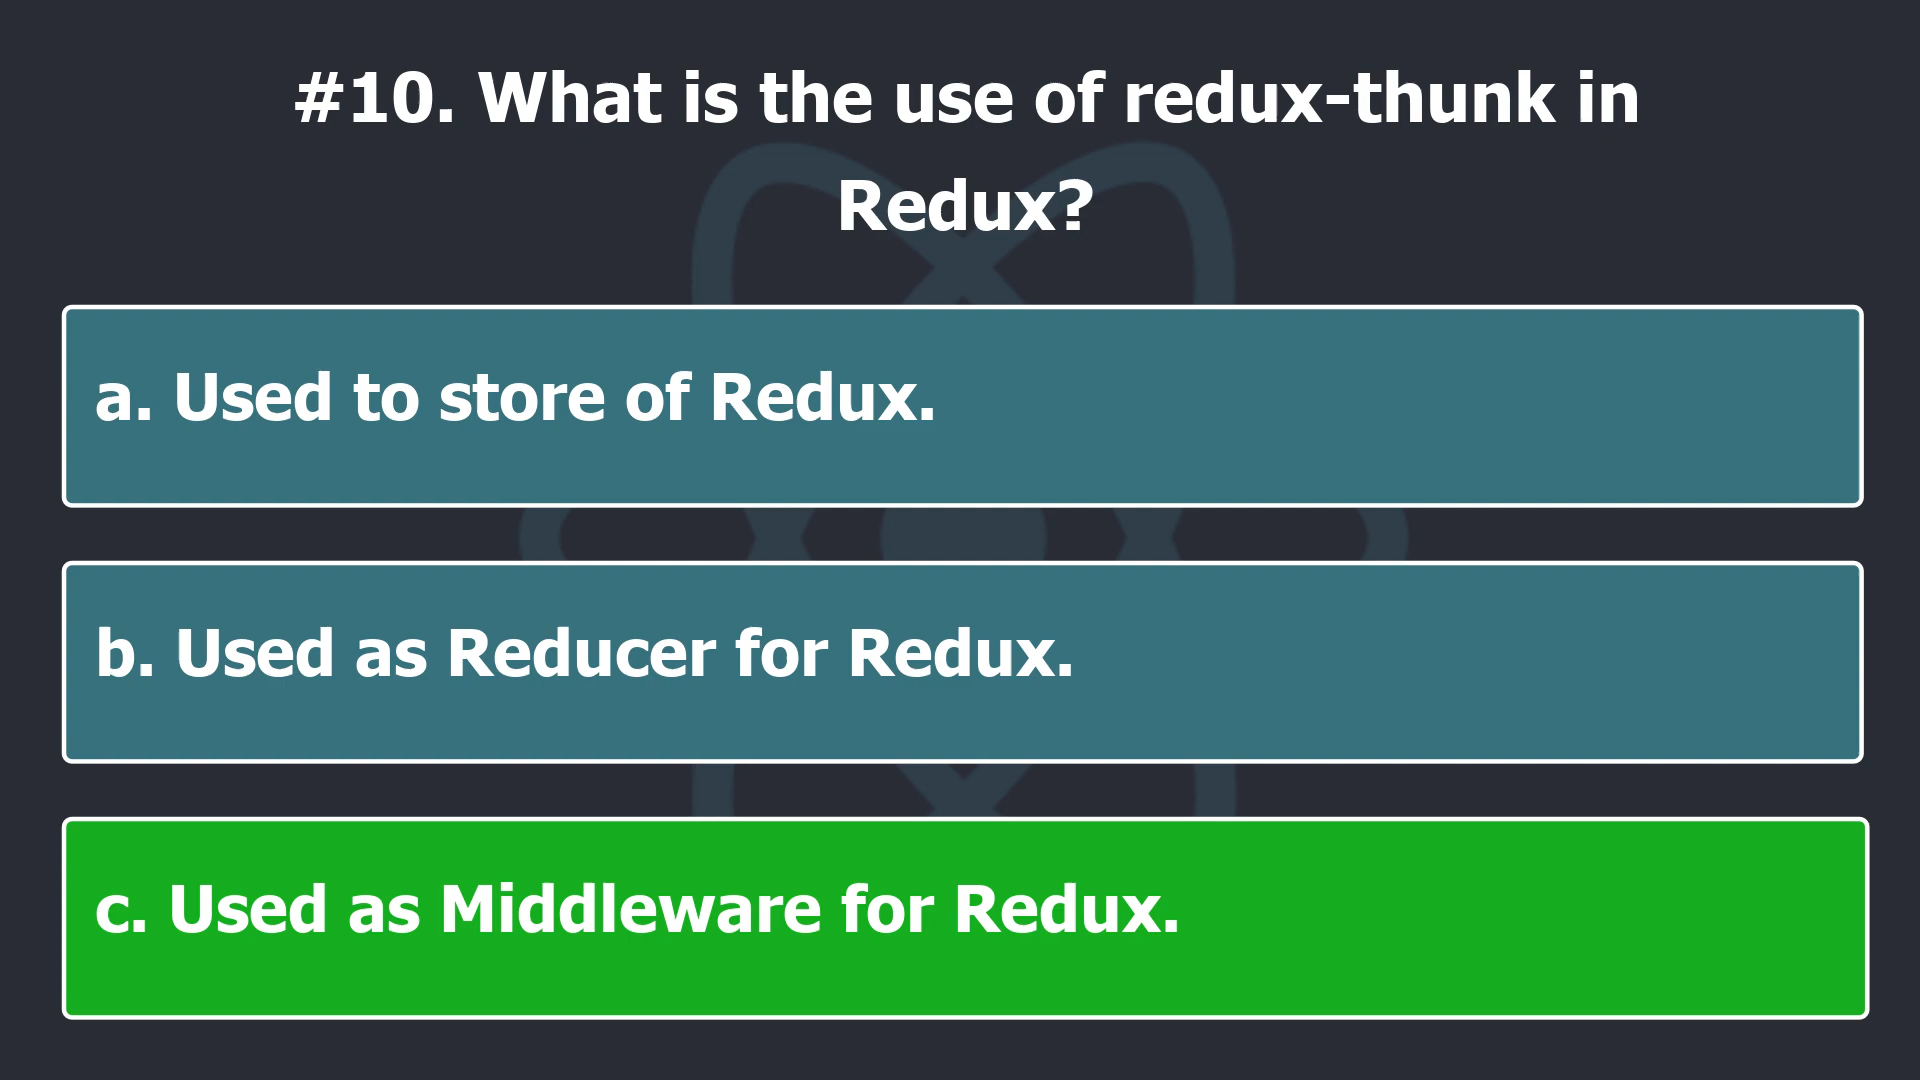 #10. What is the use of redux-thunk in
Redux?
a. Used to store of Redux.
b. Used as Reducer for Redux.
c. Used as Middleware for Redux.